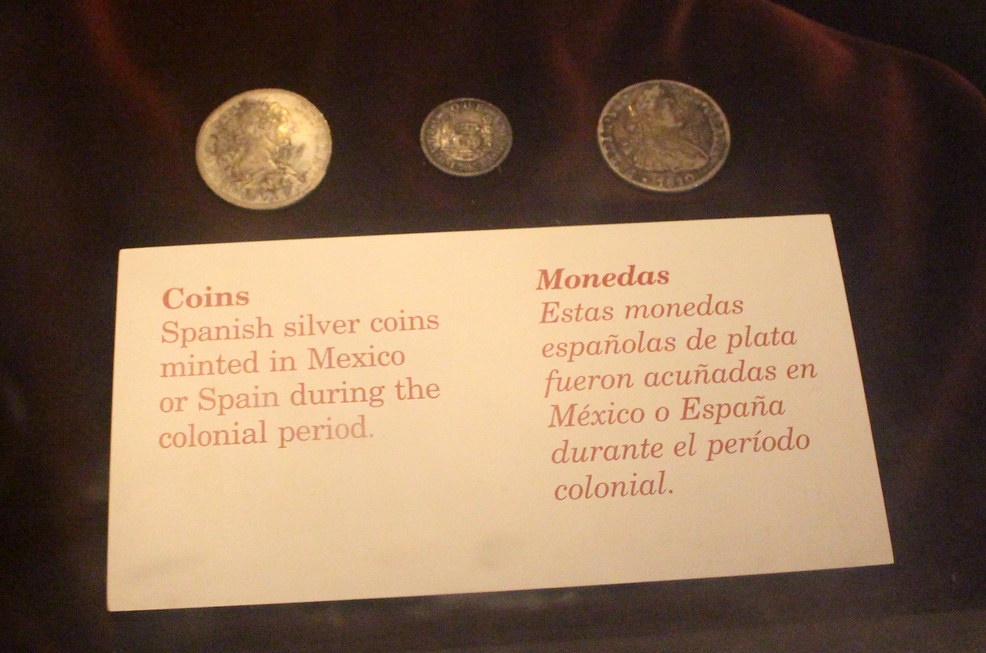 Coins
Spanish silver coins
minted in Mexico
or Spain during the
colonial period.
Monedas
Estas monedas
españolas de plata
fueron acuñadas en
México o España
durante el período
colonial.